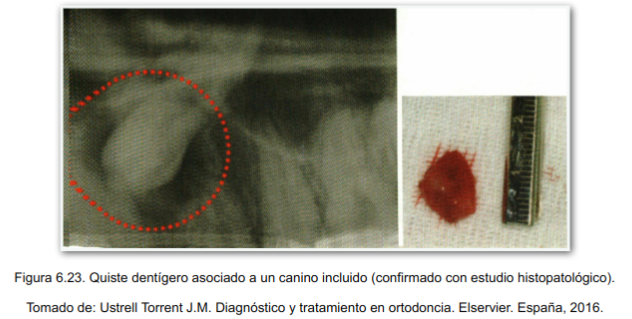 Figura 6.23. Quiste dentígero asociado a un canino incluido (confirmado con estudio histopatológico).
Tomado de: Ustrell Torrent J.M. Diagnóstico y tratamiento en ortodoncia. Elservier. España, 2016.